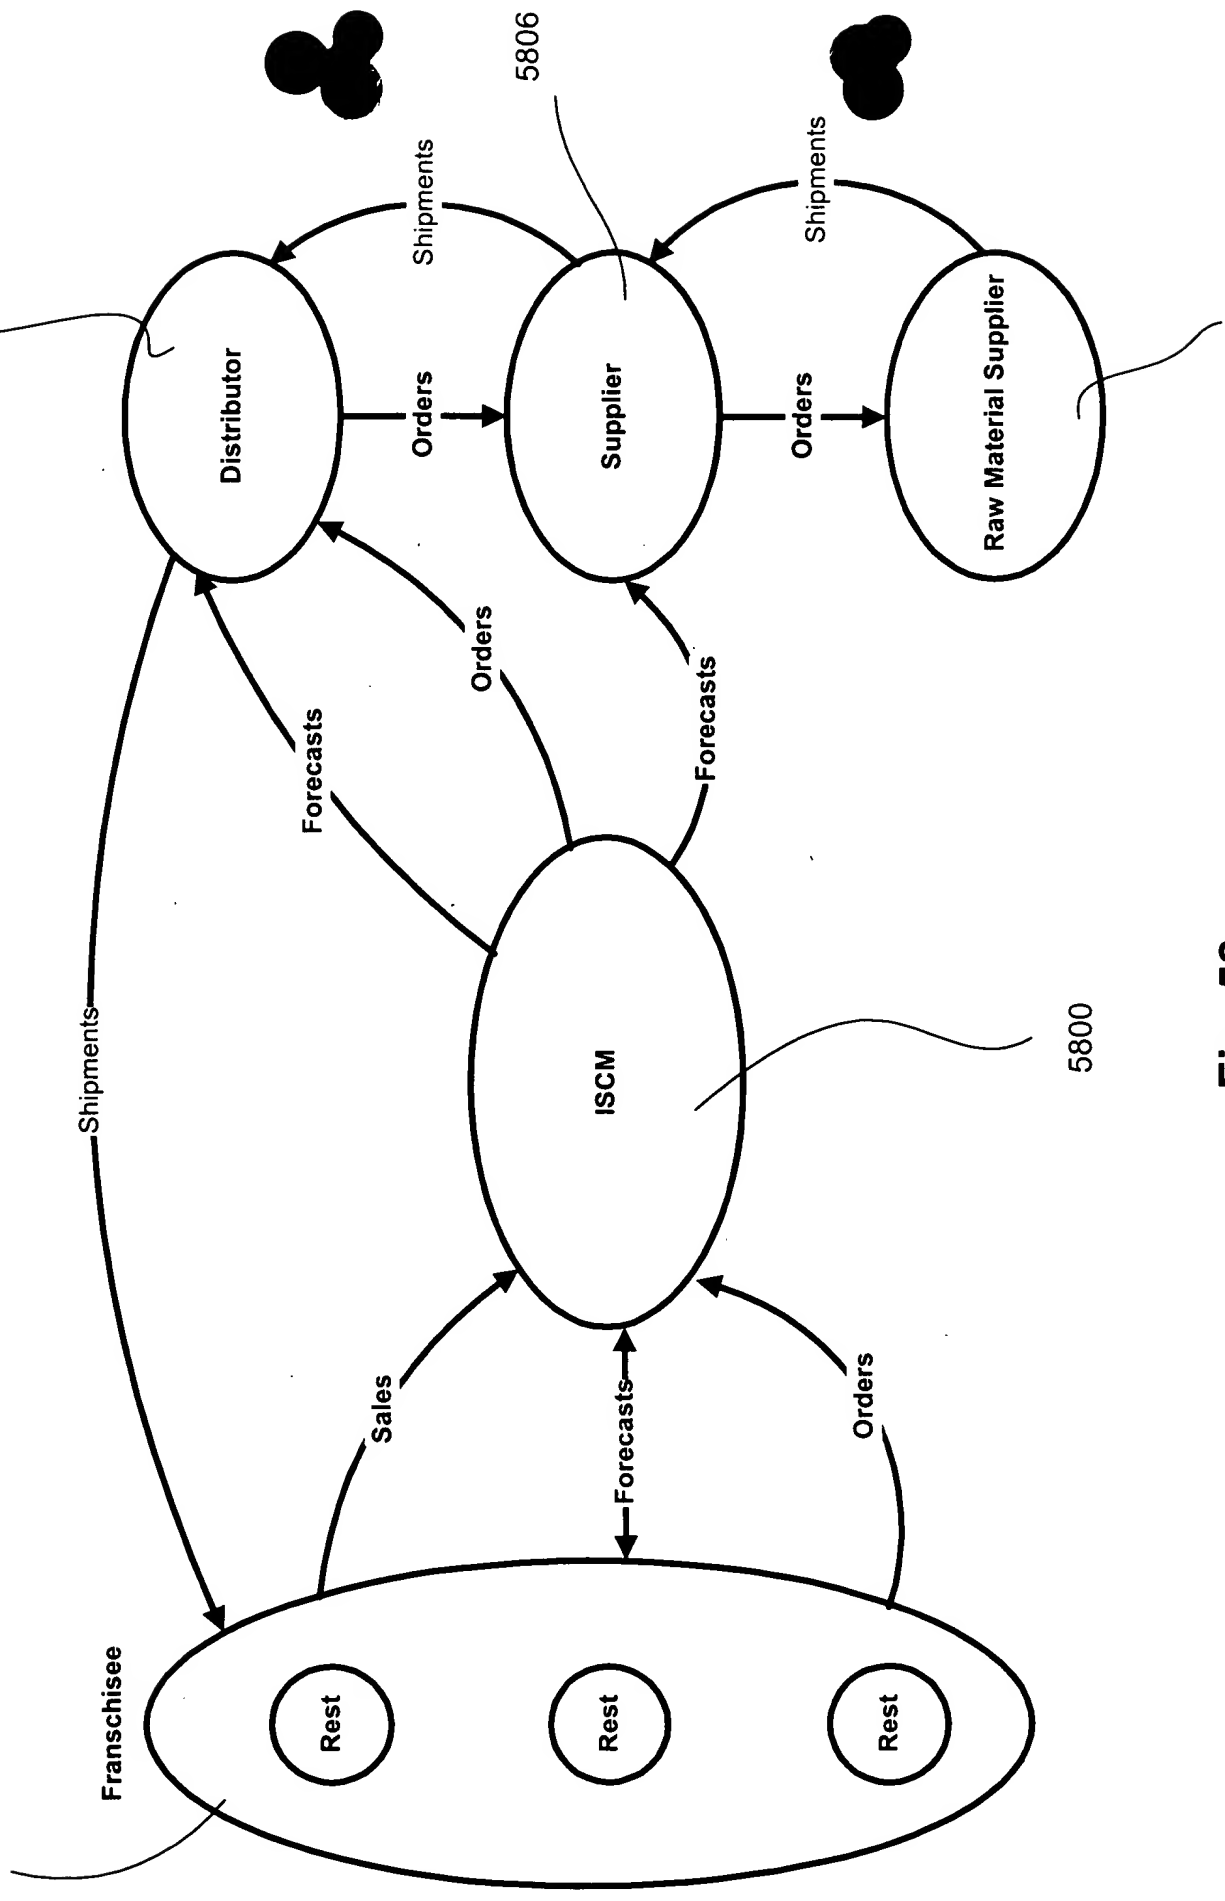 Franschisee
Rest
Rest
Rest
Shipments
Sales
Forecasts
Orders
ISCM
5800
Forecasts
Orders
Forecasts
Distributor
Orders
Shipments
Supplier
5806
Orders
Shipments
Raw Material Supplier